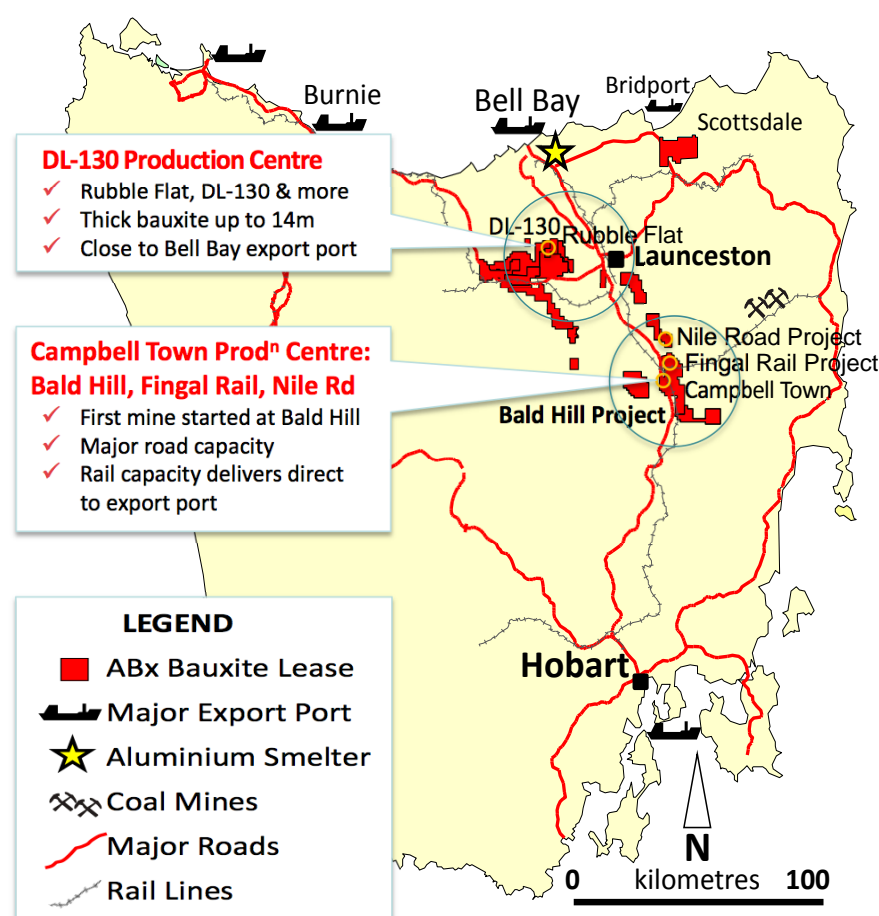 Burnie
Bell Bay
Bridport
Scottsdale
DL-130 Production Centre
✓ Rubble Flat, DL-130 & more
✓ Thick bauxite up to 14m
✓ Close to Bell Bay export port
DL-130
Rubble Flat
Launceston
Nile Road Project
Fingal Rail Project
Campbell Town
Bald Hill Project
Campbell Town Prodⁿ Centre:
Bald Hill, Fingal Rail, Nile Rd
✓ First mine started at Bald Hill
✓ Major road capacity
✓ Rail capacity delivers direct
to export port
Hobart
LEGEND
ABx Bauxite Lease
Major Export Port
Aluminium Smelter
Coal Mines
Major Roads
Rail Lines
N
0 kilometres 100